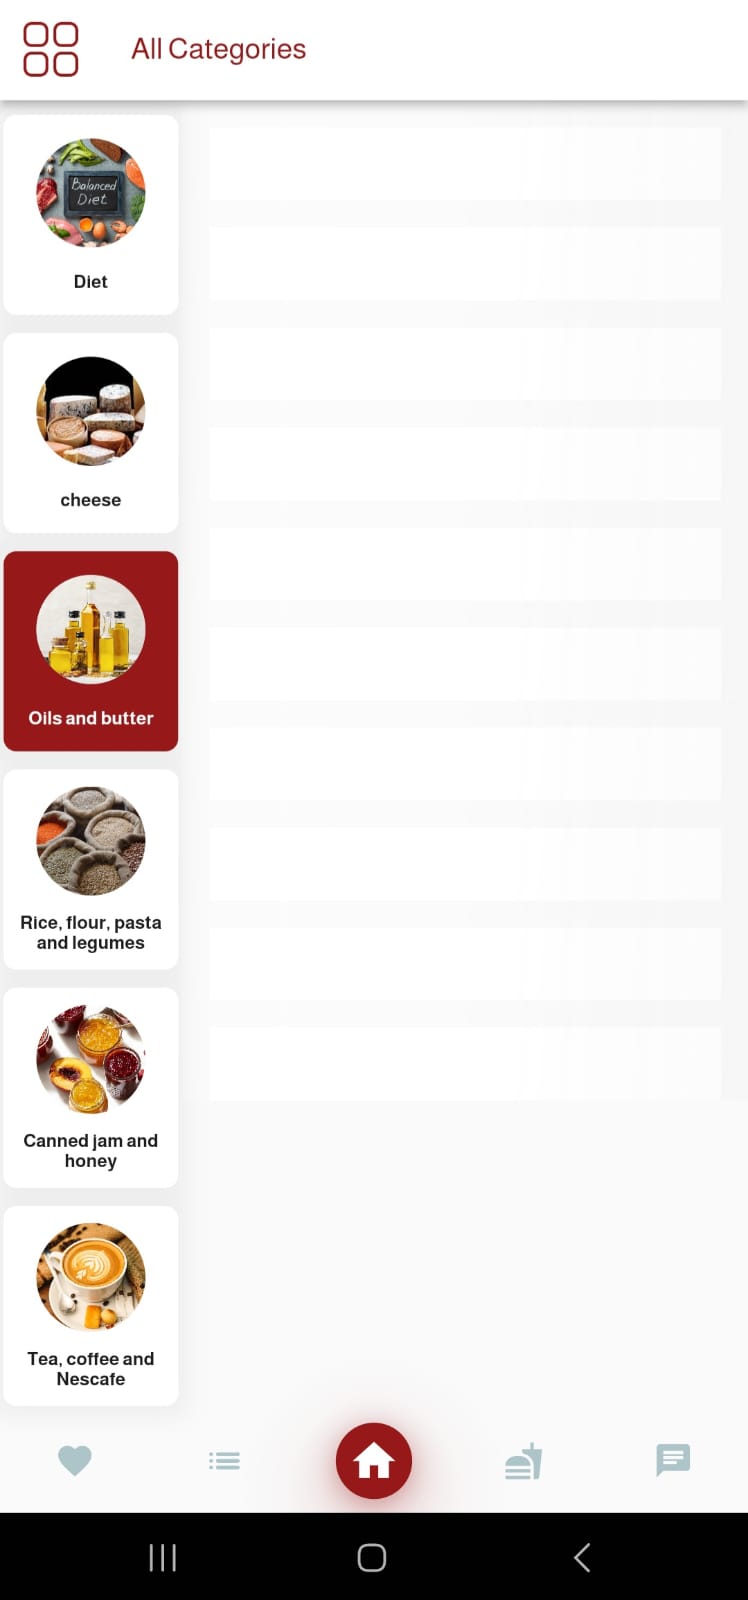 All Categories
Balanced
Diet
Diet
cheese
Oils and butter
Rice, flour, pasta
and legumes
Canned jam and
honey
Tea, coffee and
Nescafe